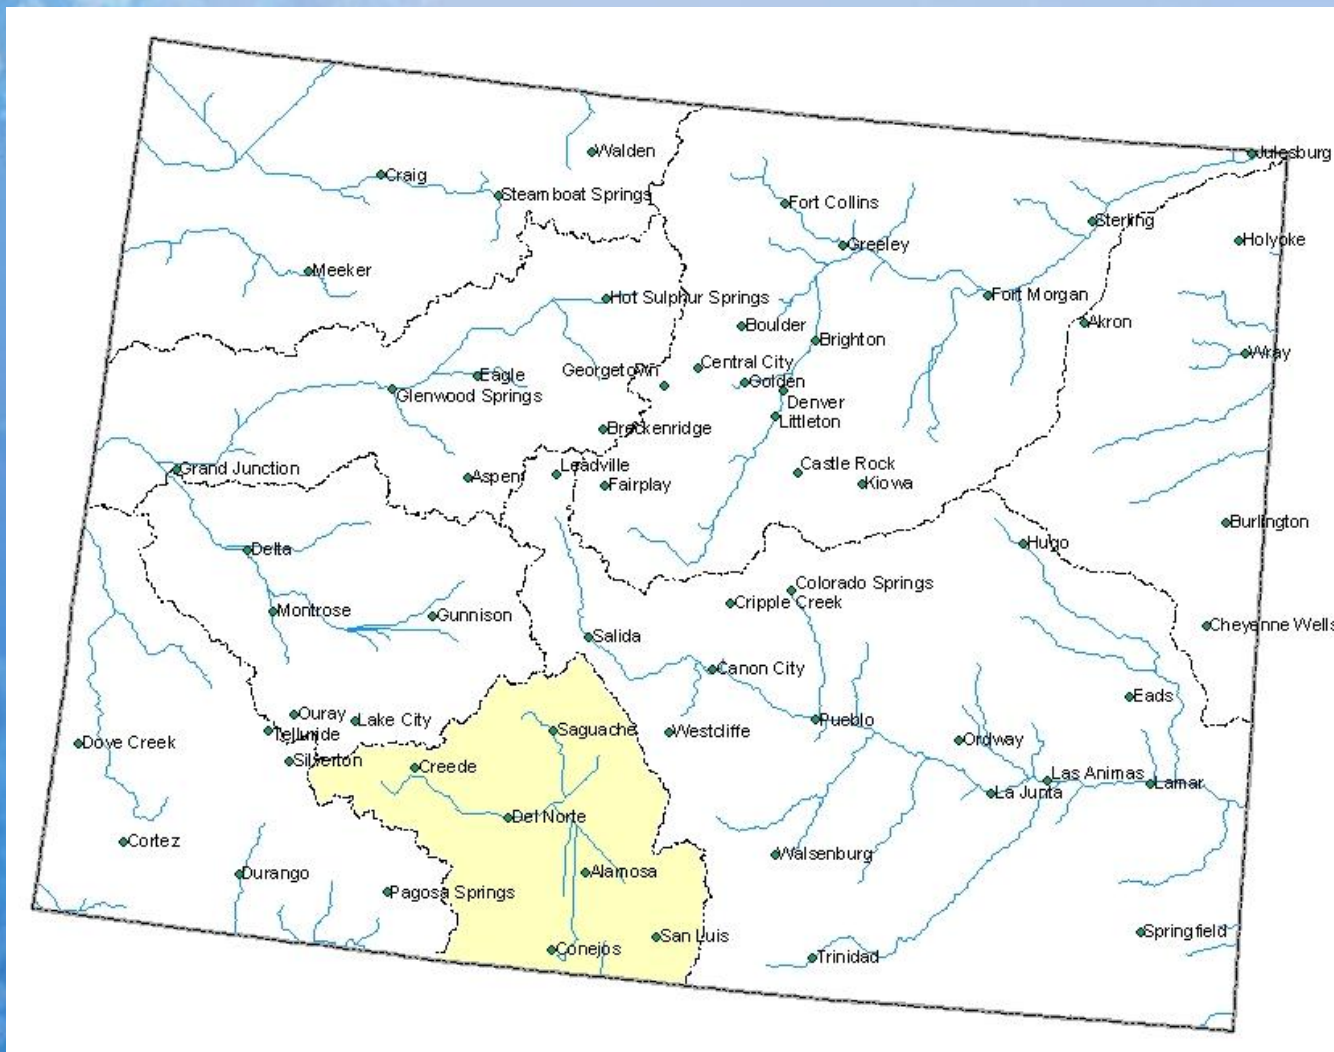 Julesburg
Walden
Craig
Steamboat Springs
Fort Collins
Sterling
Holyoke
Greeley
Meeker
Hot Sulphur Springs
Fort Morgan
Boulder
Akron
Brighton
Wray
Central City
Georgetown
Eagle
Golden
Glenwood Springs
Denver
Littleton
Breckenridge
Grand Junction
Leadville
Castle Rock
Aspen
Fairplay
Kiowa
Burlington
Delta
Hugo
Colorado Springs
Cripple Creek
Montrose
Gunnison
Cheyenne Wells
Salida
Canon City
Eads
Ouray
Lake City
Pueblo
Telluride
Saguache
Westcliffe
Dove Creek
Ordway
Silverton
Creede
Las Animas
Lamar
La Junta
Del Norte
Cortez
Walsenburg
Durango
Alamosa
Pagosa Springs
Springfield
San Luis
Conejos
Trinidad